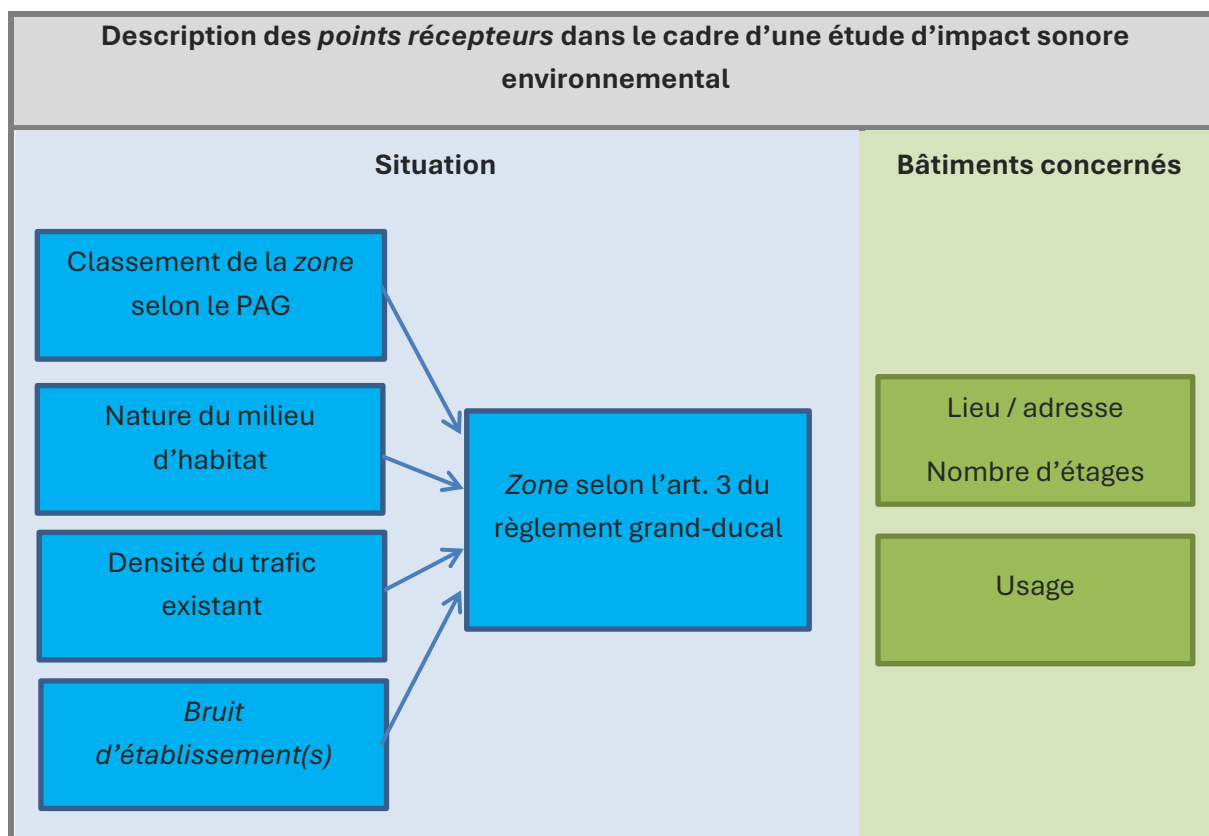 Description des points récepteurs dans le cadre d’une étude d’impact sonore
environnemental
Situation
Classement de la zone
selon le PAG
Nature du milieu
d’habitat
Densité du trafic
existant
Bruit
d’établissement(s)
Zone selon l’art. 3 du
règlement grand-ducal
Bâtiments concernés
Lieu / adresse
Nombre d’étages
Usage